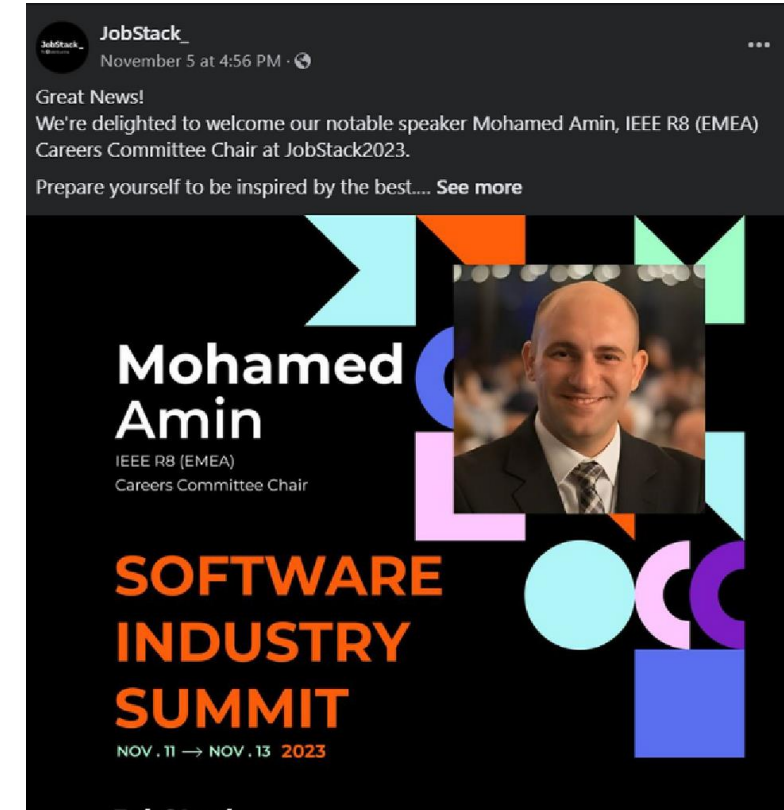 JobStack_
JobStack_
November 5 at 4:56 PM ·
Great News!
We're delighted to welcome our notable speaker Mohamed Amin, IEEE R8 (EMEA)
Careers Committee Chair at JobStack2023.
Prepare yourself to be inspired by the best.... See more
Mohamed
Amin
IEEE R8 (EMEA)
Careers Committee Chair
SOFTWARE
INDUSTRY
SUMMIT
NOV . 11 → NOV . 13 2023